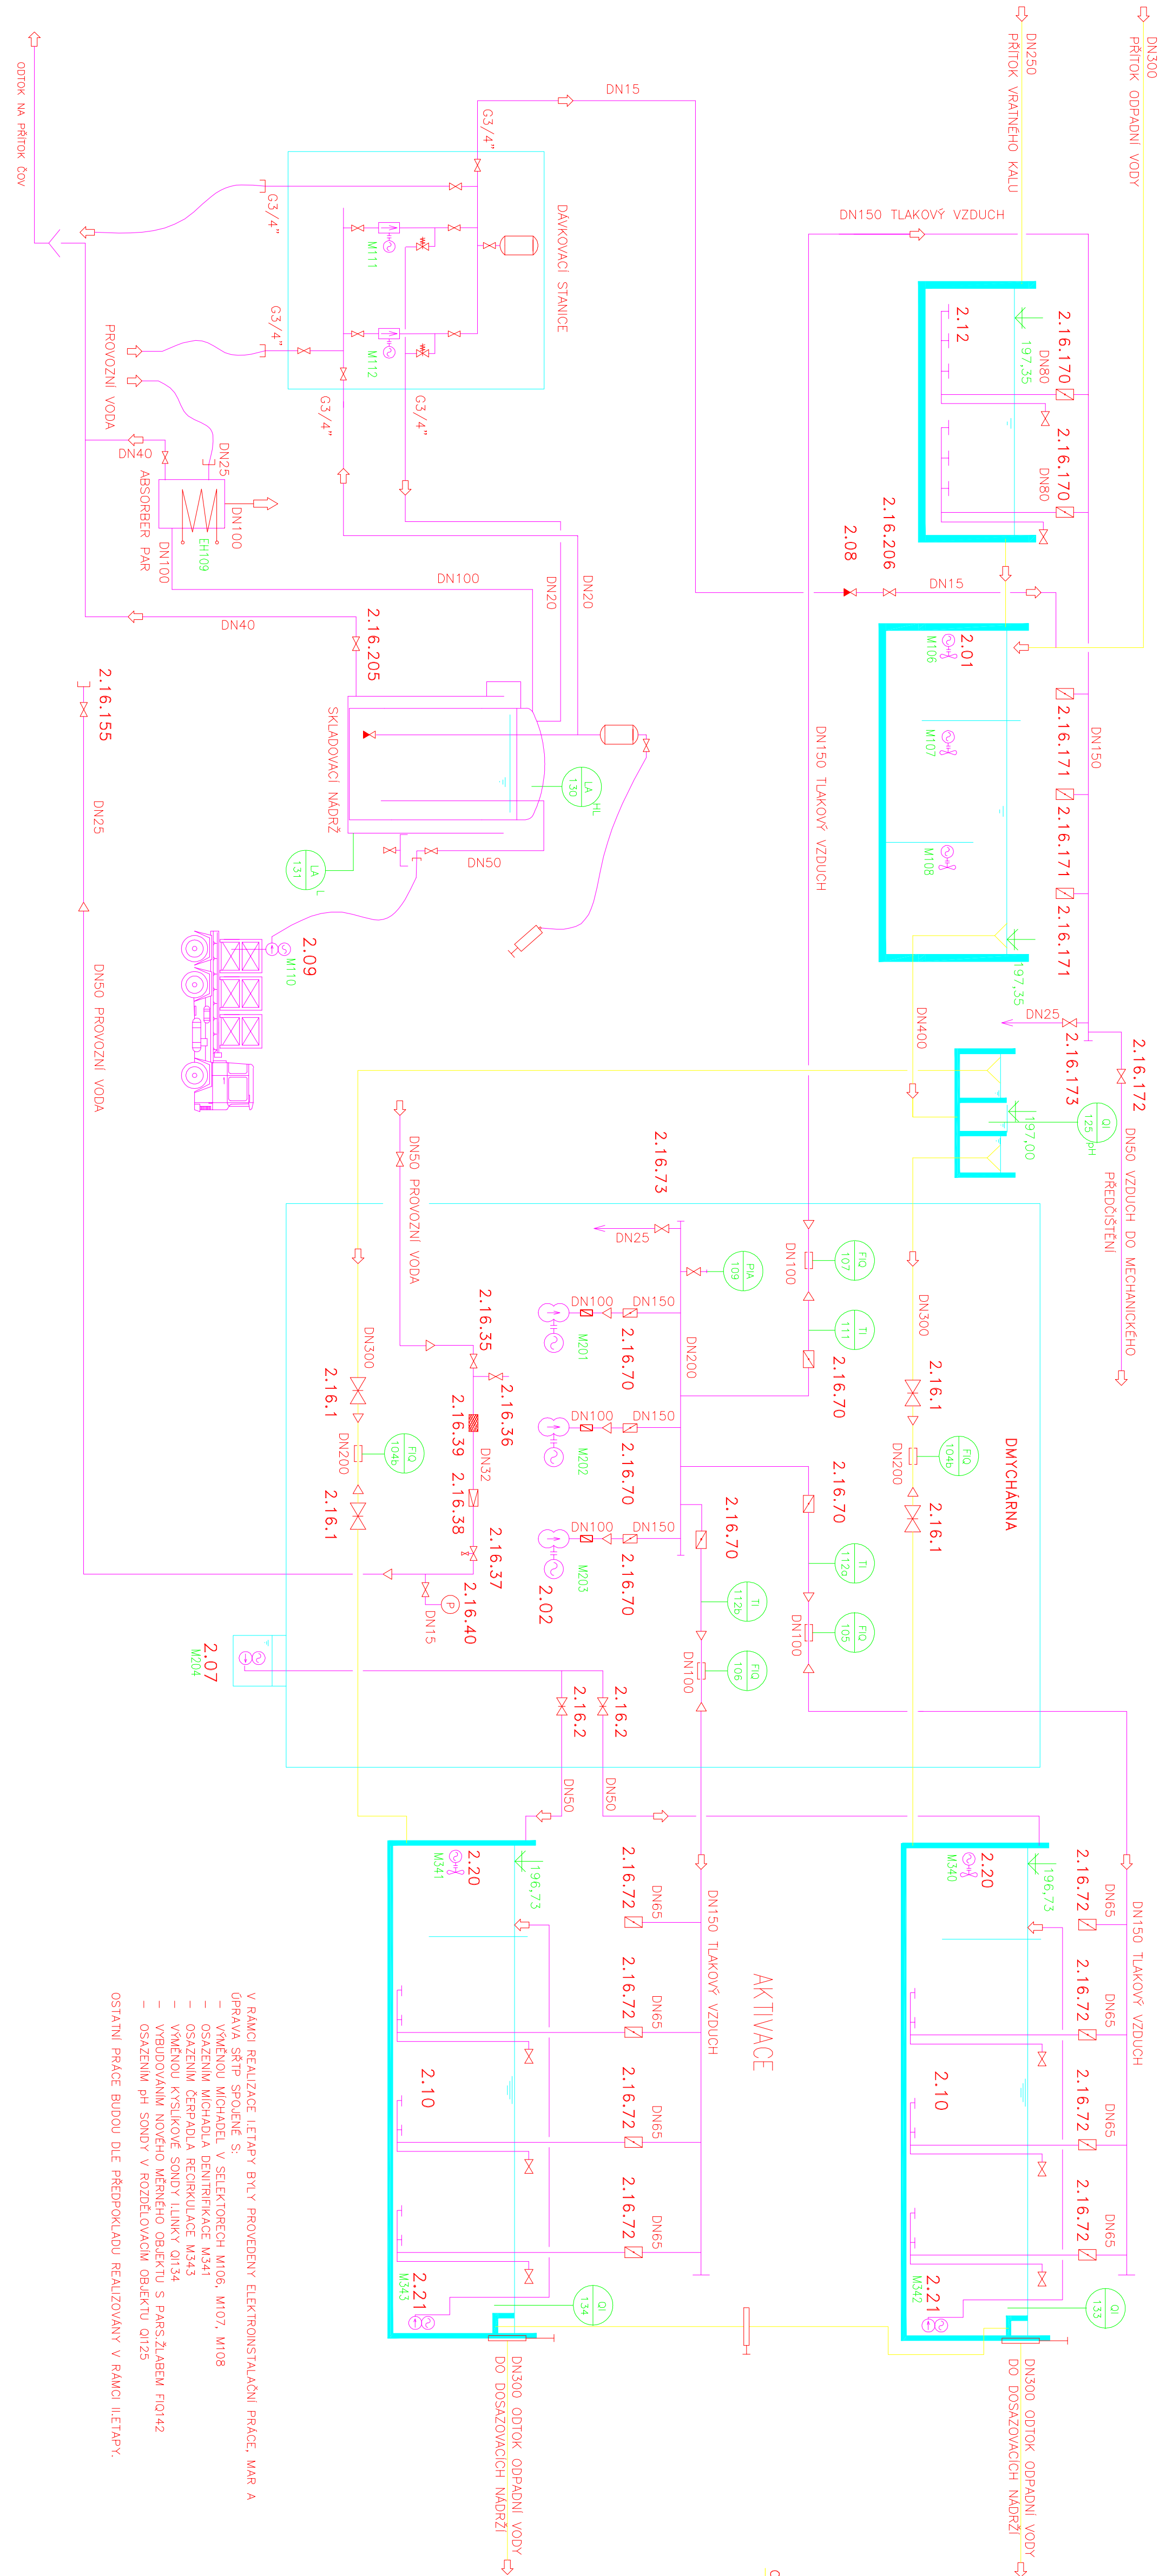 DN300
PŘÍTOK ODPADNÍ VODY
DN250
PŘÍTOK VRATNÉHO KALU
DN150 TLAKOVÝ VZDUCH
2.12
197,35
DN80
2.16.170
DN80
2.16.170
DN15
G3/4"
DÁVKOVACÍ STANICE
M111
M112
G3/4"
G3/4"
G3/4"
G3/4"
ODTOK NA PŘÍTOK ČOV
PROVOZNÍ VODA
DN40
DN25
DN100
ABSORBER PAR
EH109
DN100
DN100
DN20
DN20
DN40
2.16.206
2.08
DN15
2.01
M106
M107
M108
2.16.171
2.16.171
2.16.171
DN150
197,35
DN150 TLAKOVÝ VZDUCH
2.16.205
SKLADOVACÍ NÁDRŽ
LA
130
HL
LA
131
L
DN50
2.16.155
DN25
2.09
M110
DN50 PROVOZNÍ VODA
DN400
DN25
2.16.173
2.16.172
DN50 VZDUCH DO MECHANICKÉHO
PŘEDČIŠTĚNÍ
197,00
QI
125
pH
DN50 PROVOZNÍ VODA
2.16.73
DN25
PIA
109
DN100
FIQ
107
TI
111
2.16.70
DN300
2.16.1
FIQ
104b
DN200
2.16.1
DMYCHÁRNA
DN200
DN100
DN150
M201
2.16.70
DN100
DN150
M202
2.16.70
DN100
DN150
M203
2.16.70
2.02
2.16.70
TI
112a
FIQ
105
DN100
2.16.70
TI
112b
FIQ
106
DN100
2.16.35
2.16.36
2.16.39
DN32
2.16.38
2.16.37
2.16.40
P
DN15
DN300
2.16.1
FIQ
104b
DN200
2.16.1
2.07
M204
2.16.2
2.16.2
DN50
DN50
2.20
M340
196,73
2.16.72
DN65
2.16.72
DN65
2.16.72
DN65
2.16.72
DN65
DN150 TLAKOVÝ VZDUCH
2.10
2.21
M342
QI
133
DN300 ODTOK ODPADNÍ VODY
DO DOSAZOVACÍCH NÁDRŽÍ
AKTIVACE
2.20
M341
196,73
2.16.72
DN65
2.16.72
DN65
2.16.72
DN65
2.16.72
DN65
DN150 TLAKOVÝ VZDUCH
2.10
2.21
M343
QI
134
DN300 ODTOK ODPADNÍ VODY
DO DOSAZOVACÍCH NÁDRŽÍ
V RÁMCI REALIZACE I.ETAPY BYLY PROVEDENY ELEKTROINSTALAČNÍ PRÁCE, MAR A
ÚPRAVA SŘTP SPOJENÉ S:
- VÝMĚNOU MÍCHADEL V SELEKTORECH M106, M107, M108
- OSAZENÍM MÍCHADLA DENITRIFIKACE M341
- OSAZENÍM ČERPADLA RECIRKULACE M343
- VÝMĚNOU KYSLÍKOVÉ SONDY I.LINKY QI134
- VYBUDOVÁNÍM NOVÉHO MĚRNÉHO OBJEKTU S PARS.ŽLABEM FIQ142
- OSAZENÍM pH SONDY V ROZDĚLOVACÍM OBJEKTU QI125
OSTATNÍ PRÁCE BUDOU DLE PŘEDPOKLADU REALIZOVÁNY V RÁMCI II.ETAPY.